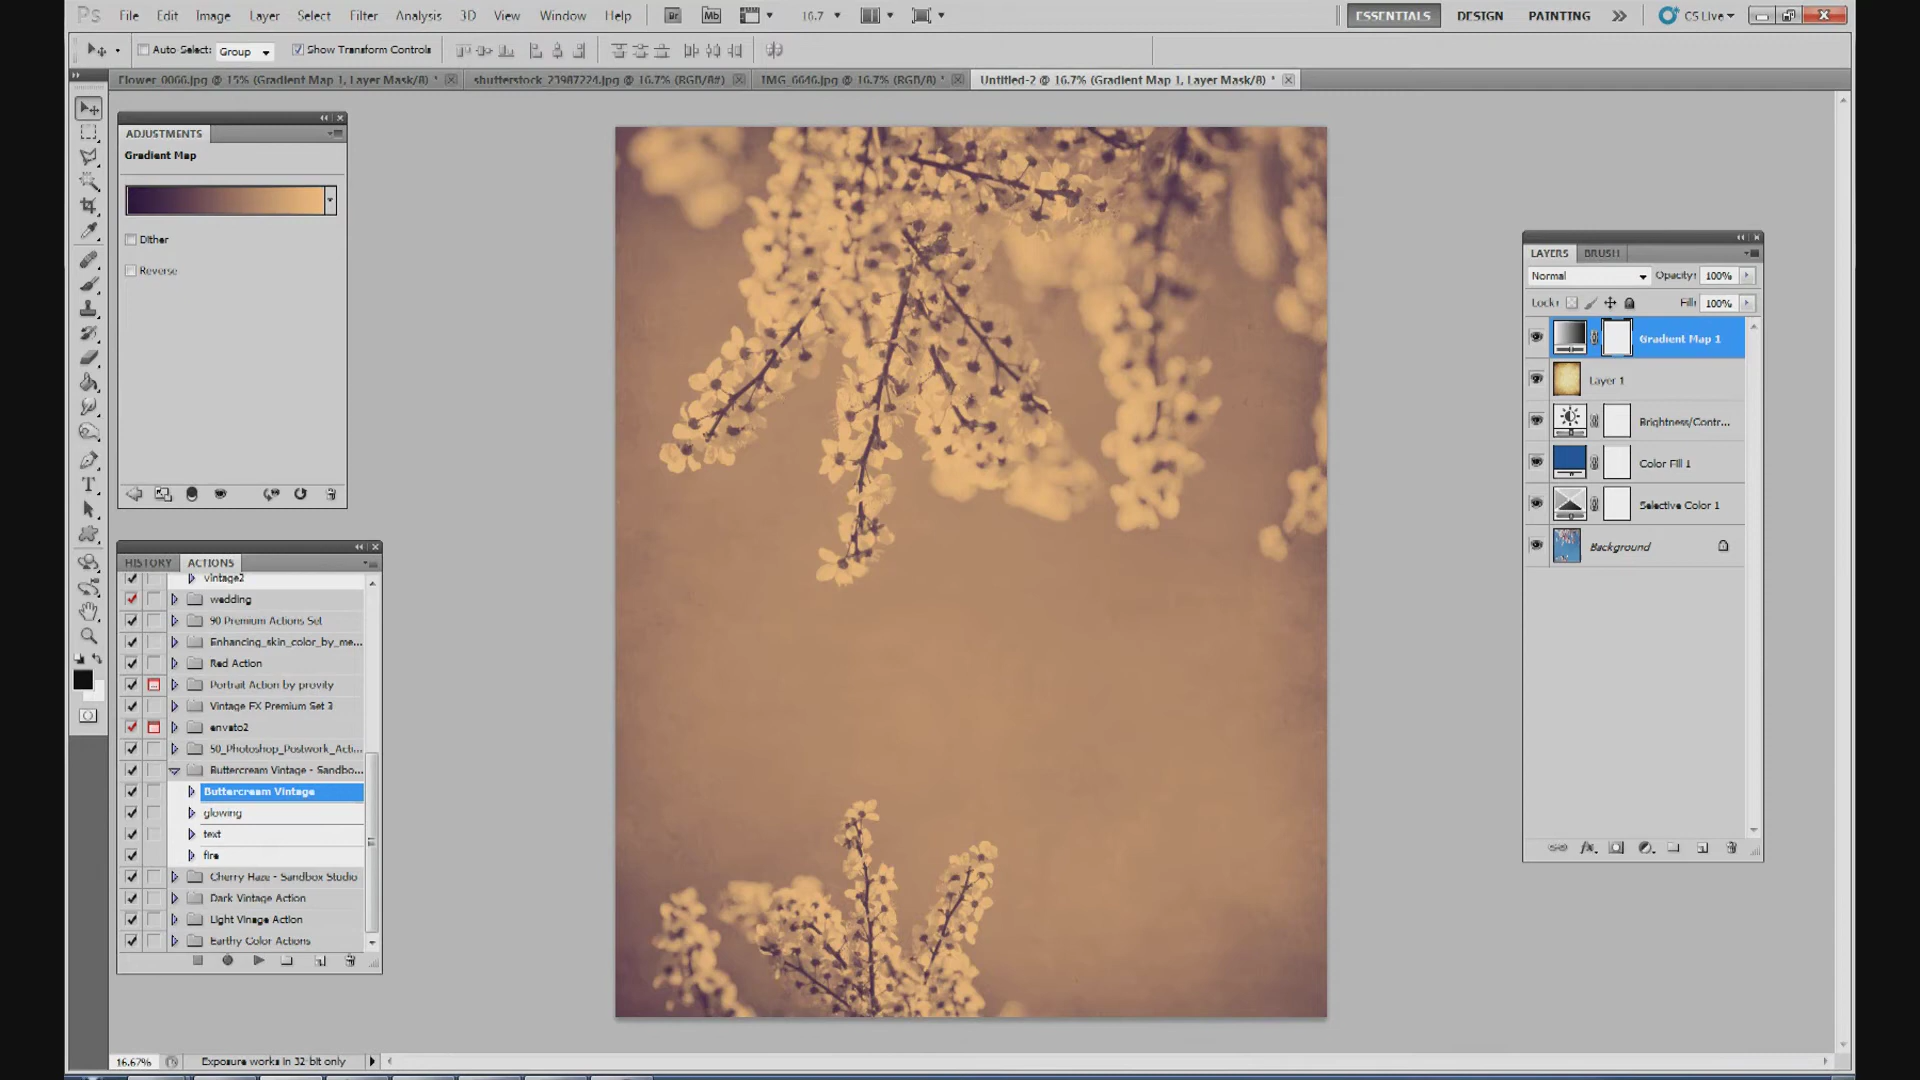 Ps File Edit Image Layer Select Filter Analysis 3D View Window Help Br Mb 16.7 ESSENTIALS DESIGN PAINTING CS Live
Auto-Select: Group Show Transform Controls
Flower_0066.jpg @ 15% (Gradient Map 1, Layer Mask/8) *
shutterstock_23987224.jpg @ 16.7% (RGB/8#)
IMG_6646.jpg @ 16.7% (RGB/8) *
Untitled-2 @ 16.7% (Gradient Map 1, Layer Mask/8) *
ADJUSTMENTS
Gradient Map
Dither
Reverse
HISTORY ACTIONS
vintage2
wedding
90 Premium Actions Set
Enhancing_skin_color_by_me...
Red Action
Portrait Action by provity
Vintage FX Premium Set 3
envato2
50_Photoshop_Postwork_Acti...
Buttercream Vintage - Sandbo...
Buttercream Vintage
glowing
text
fire
Cherry Haze - Sandbox Studio
Dark Vintage Action
Light Vinage Action
Earthy Color Actions
LAYERS BRUSH
Normal Opacity: 100%
Lock: Fill: 100%
Gradient Map 1
Layer 1
Brightness/Contr...
Color Fill 1
Selective Color 1
Background
16.67% Exposure works in 32-bit only